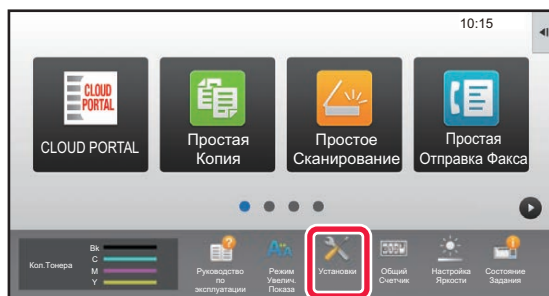 10:15
CLOUD
PORTAL
CLOUD PORTAL
Простая
Копия
Простое
Сканирование
Простая
Отправка Факса
Кол.Тонера
Bk
C
M
Y
Руководство
по
эксплуатации
Режим
Увелич.
Показа
Установки
Общий
Счетчик
Настройка
Яркости
Состояние
Задания